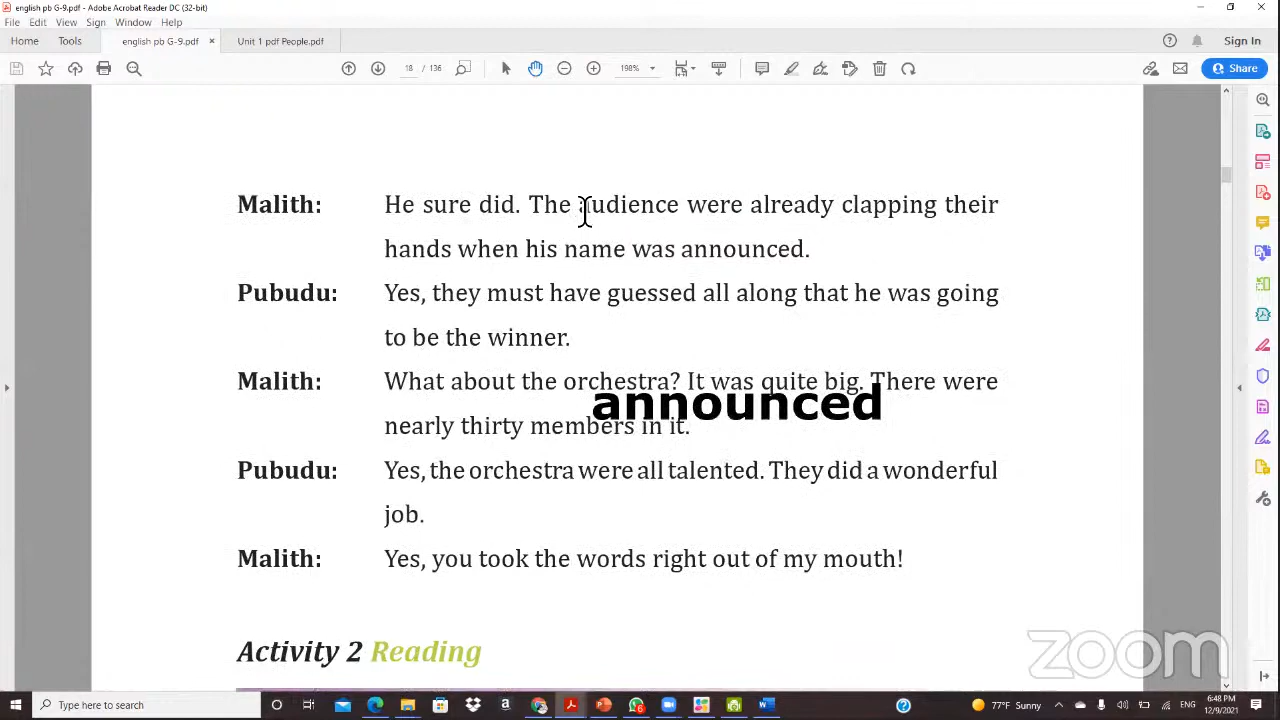 english pb G-9.pdf - Adobe Acrobat Reader DC (32-bit)
File Edit View Sign Window Help
Home Tools english pb G-9.pdf × Unit 1 pdf People.pdf Sign In
18 / 136 198% Share
Malith: He sure did. The audience were already clapping their
hands when his name was announced.
Pubudu: Yes, they must have guessed all along that he was going
to be the winner.
Malith: What about the orchestra? It was quite big. There were
announced
nearly thirty members in it.
Pubudu: Yes, the orchestra were all talented. They did a wonderful
job.
Malith: Yes, you took the words right out of my mouth!
Activity 2 Reading
zoom
Type here to search
77°F Sunny
6:48 PM
12/9/2021